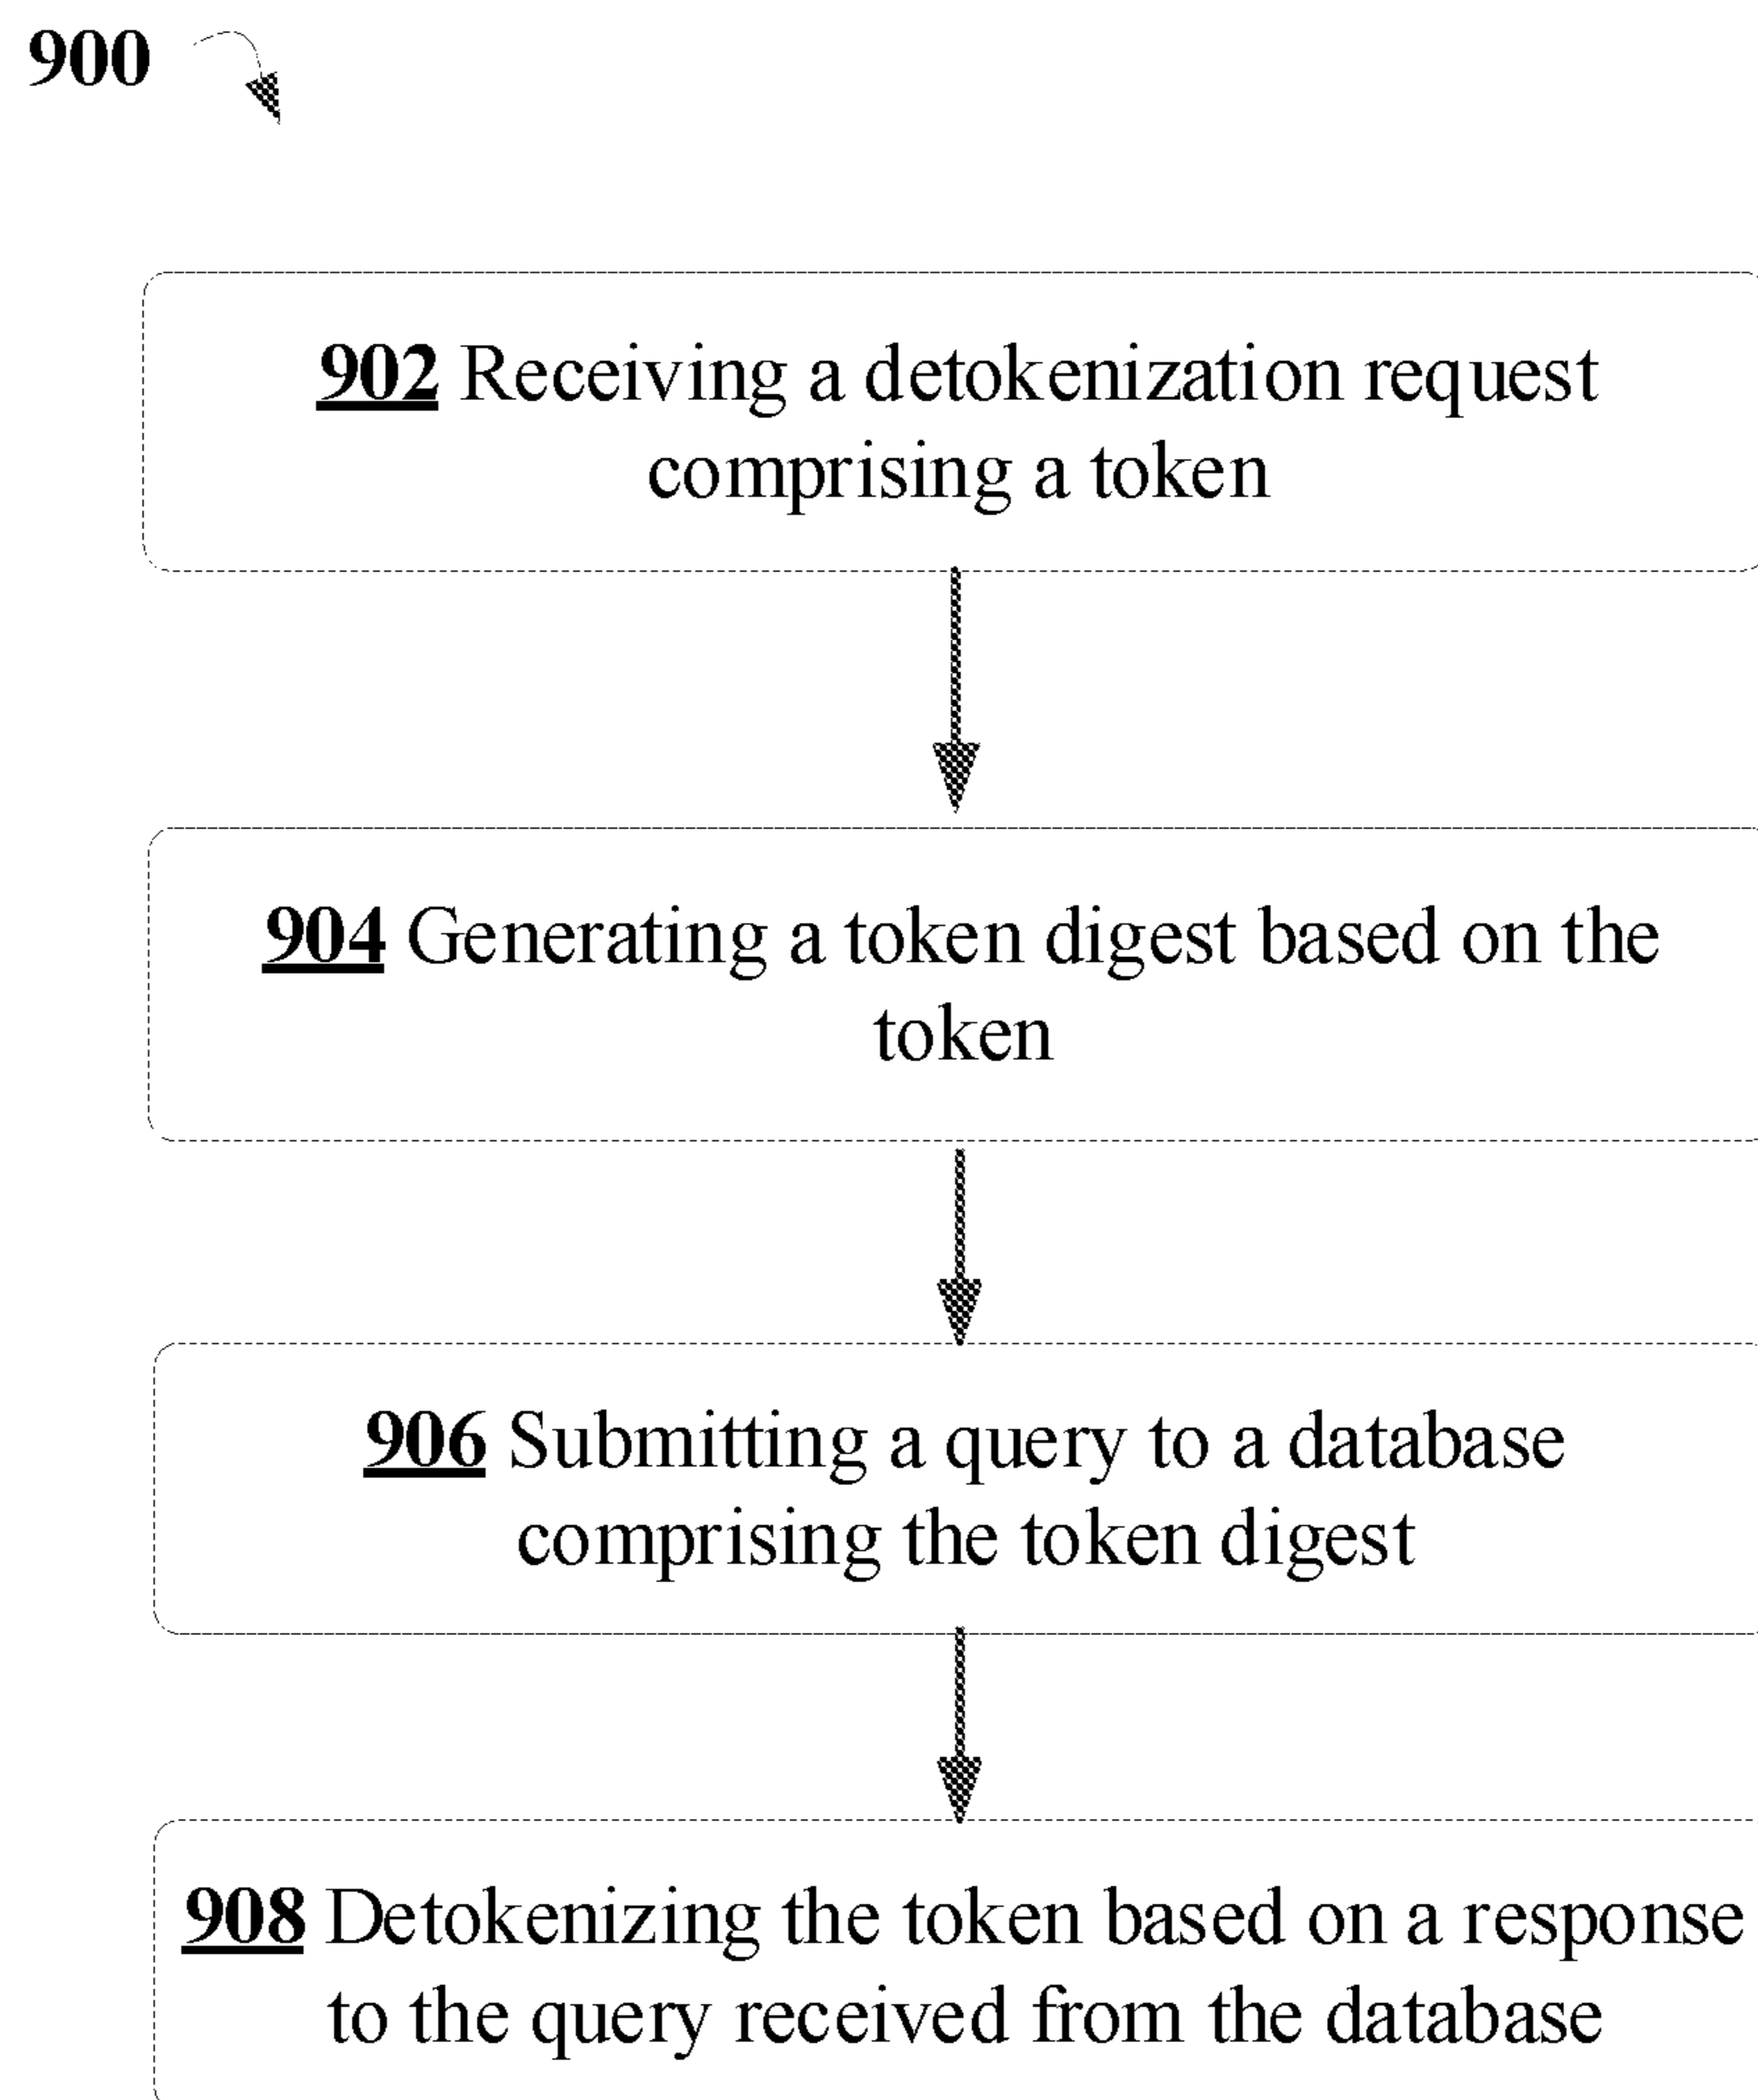 900
902 Receiving a detokenization request
comprising a token
904 Generating a token digest based on the
token
906 Submitting a query to a database
comprising the token digest
908 Detokenizing the token based on a response
to the query received from the database